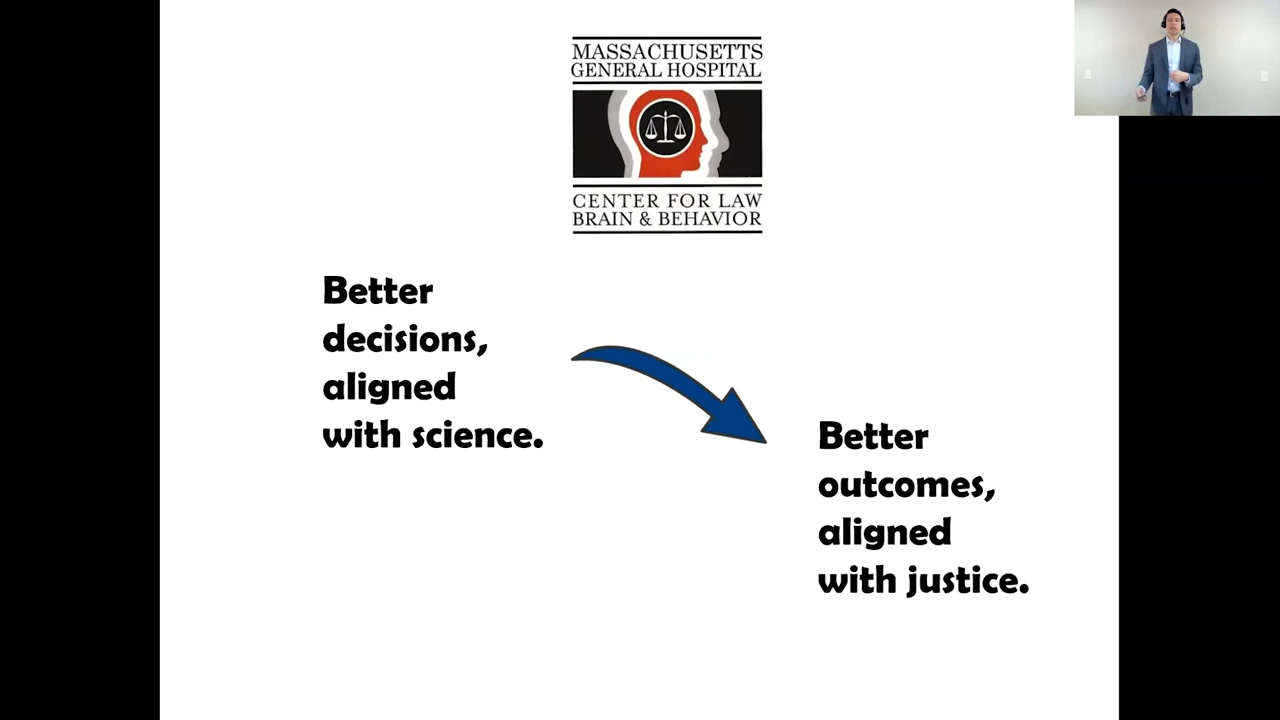 MASSACHUSETTS
GENERAL HOSPITAL
CENTER FOR LAW
BRAIN & BEHAVIOR
Better
decisions,
aligned
with science.
Better
outcomes,
aligned
with justice.